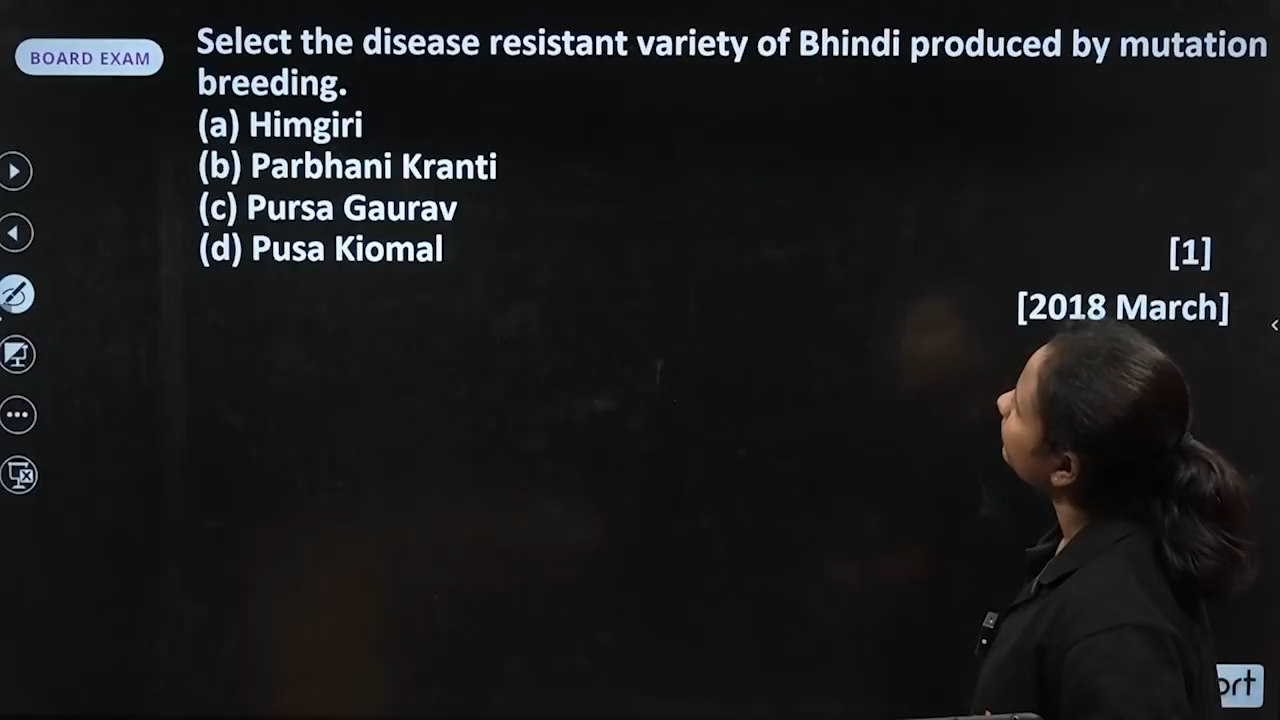 BOARD EXAM
Select the disease resistant variety of Bhindi produced by mutation
breeding.
(a) Himgiri
(b) Parbhani Kranti
(c) Pursa Gaurav
(d) Pusa Kiomal
[1]
[2018 March]